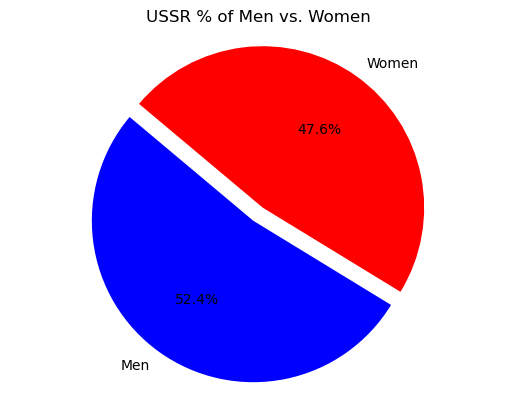 USSR % of Men vs. Women
Women
47.6%
52.4%
Men